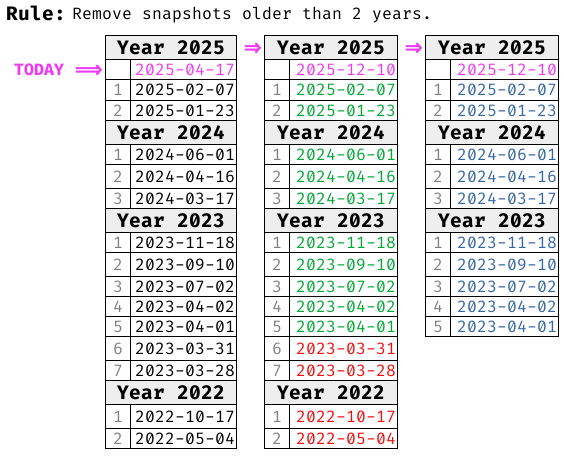 Rule: Remove snapshots older than 2 years.
Year 2025 ⇒ Year 2025 ⇒ Year 2025
TODAY ⟹ 2025-04-17 2025-12-10 2025-12-10
1 2025-02-07 1 2025-02-07 1 2025-02-07
2 2025-01-23 2 2025-01-23 2 2025-01-23
Year 2024 Year 2024 Year 2024
1 2024-06-01 1 2024-06-01 1 2024-06-01
2 2024-04-16 2 2024-04-16 2 2024-04-16
3 2024-03-17 3 2024-03-17 3 2024-03-17
Year 2023 Year 2023 Year 2023
1 2023-11-18 1 2023-11-18 1 2023-11-18
2 2023-09-10 2 2023-09-10 2 2023-09-10
3 2023-07-02 3 2023-07-02 3 2023-07-02
4 2023-04-02 4 2023-04-02 4 2023-04-02
5 2023-04-01 5 2023-04-01 5 2023-04-01
6 2023-03-31 6 2023-03-31
7 2023-03-28 7 2023-03-28
Year 2022 Year 2022
1 2022-10-17 1 2022-10-17
2 2022-05-04 2 2022-05-04